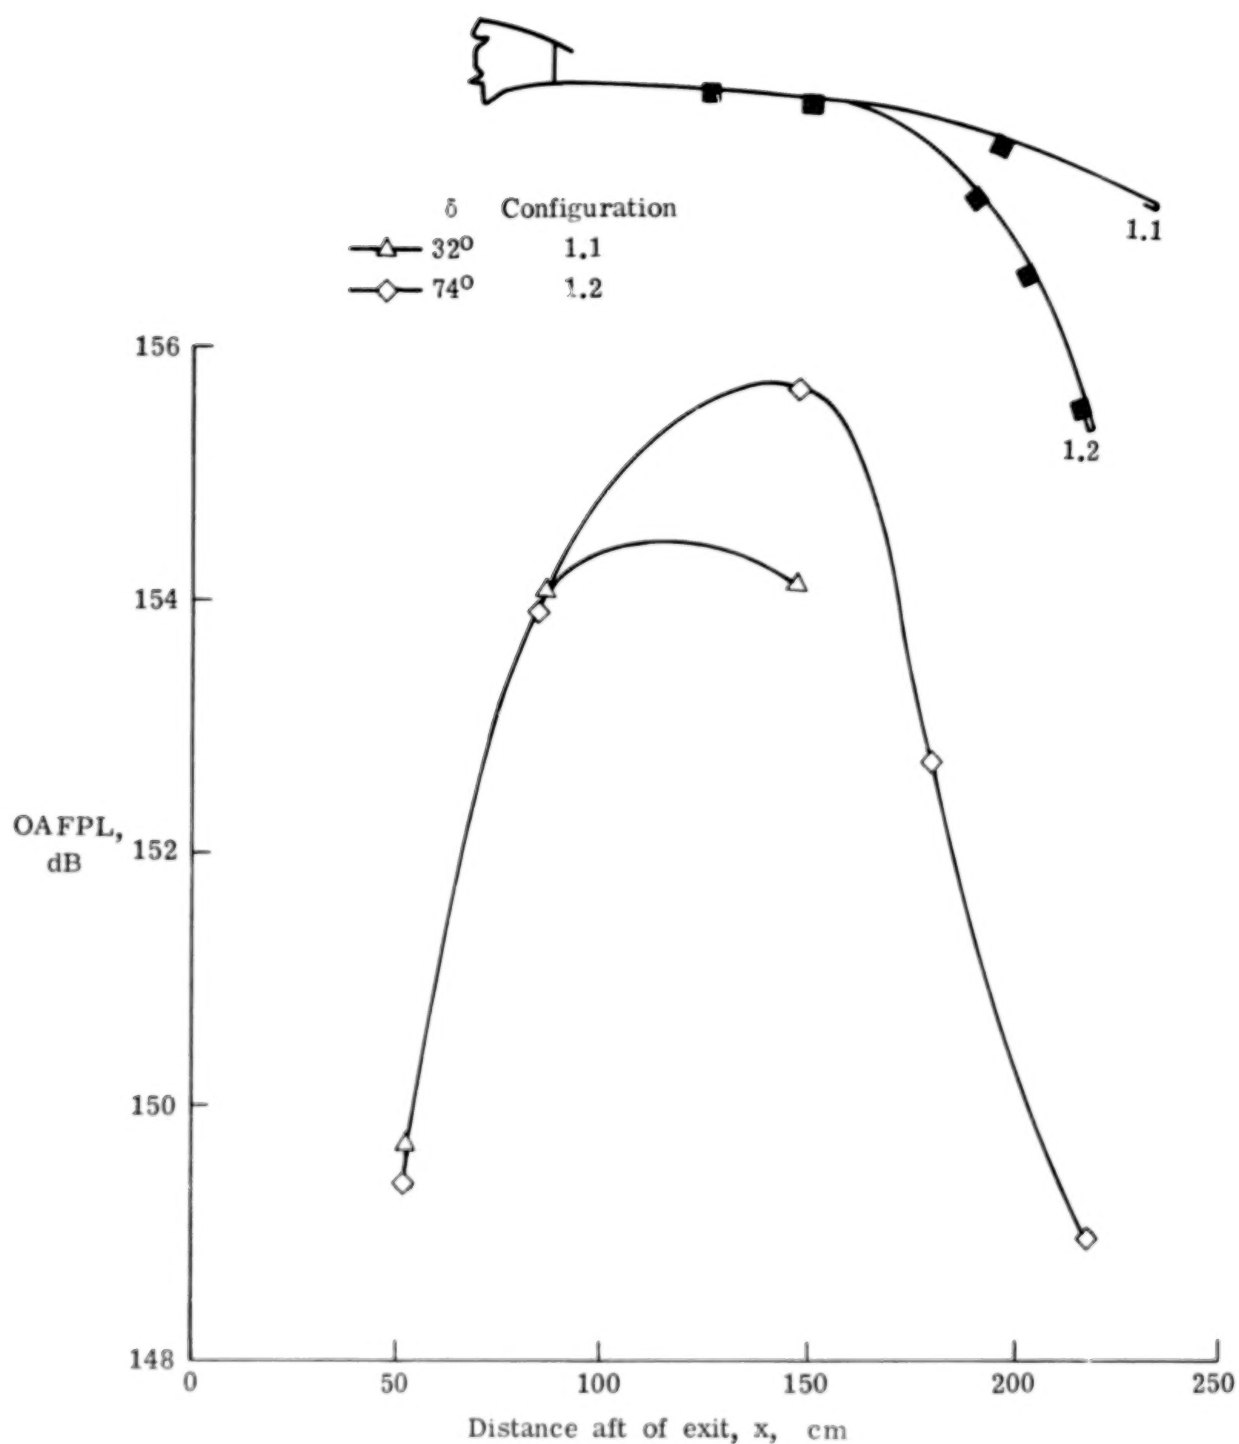 1.1
δ Configuration
32° 1.1
74° 1.2
1.2
156
154
OAFPL,
dB
152
150
148
0 50 100 150 200 250
Distance aft of exit, x, cm